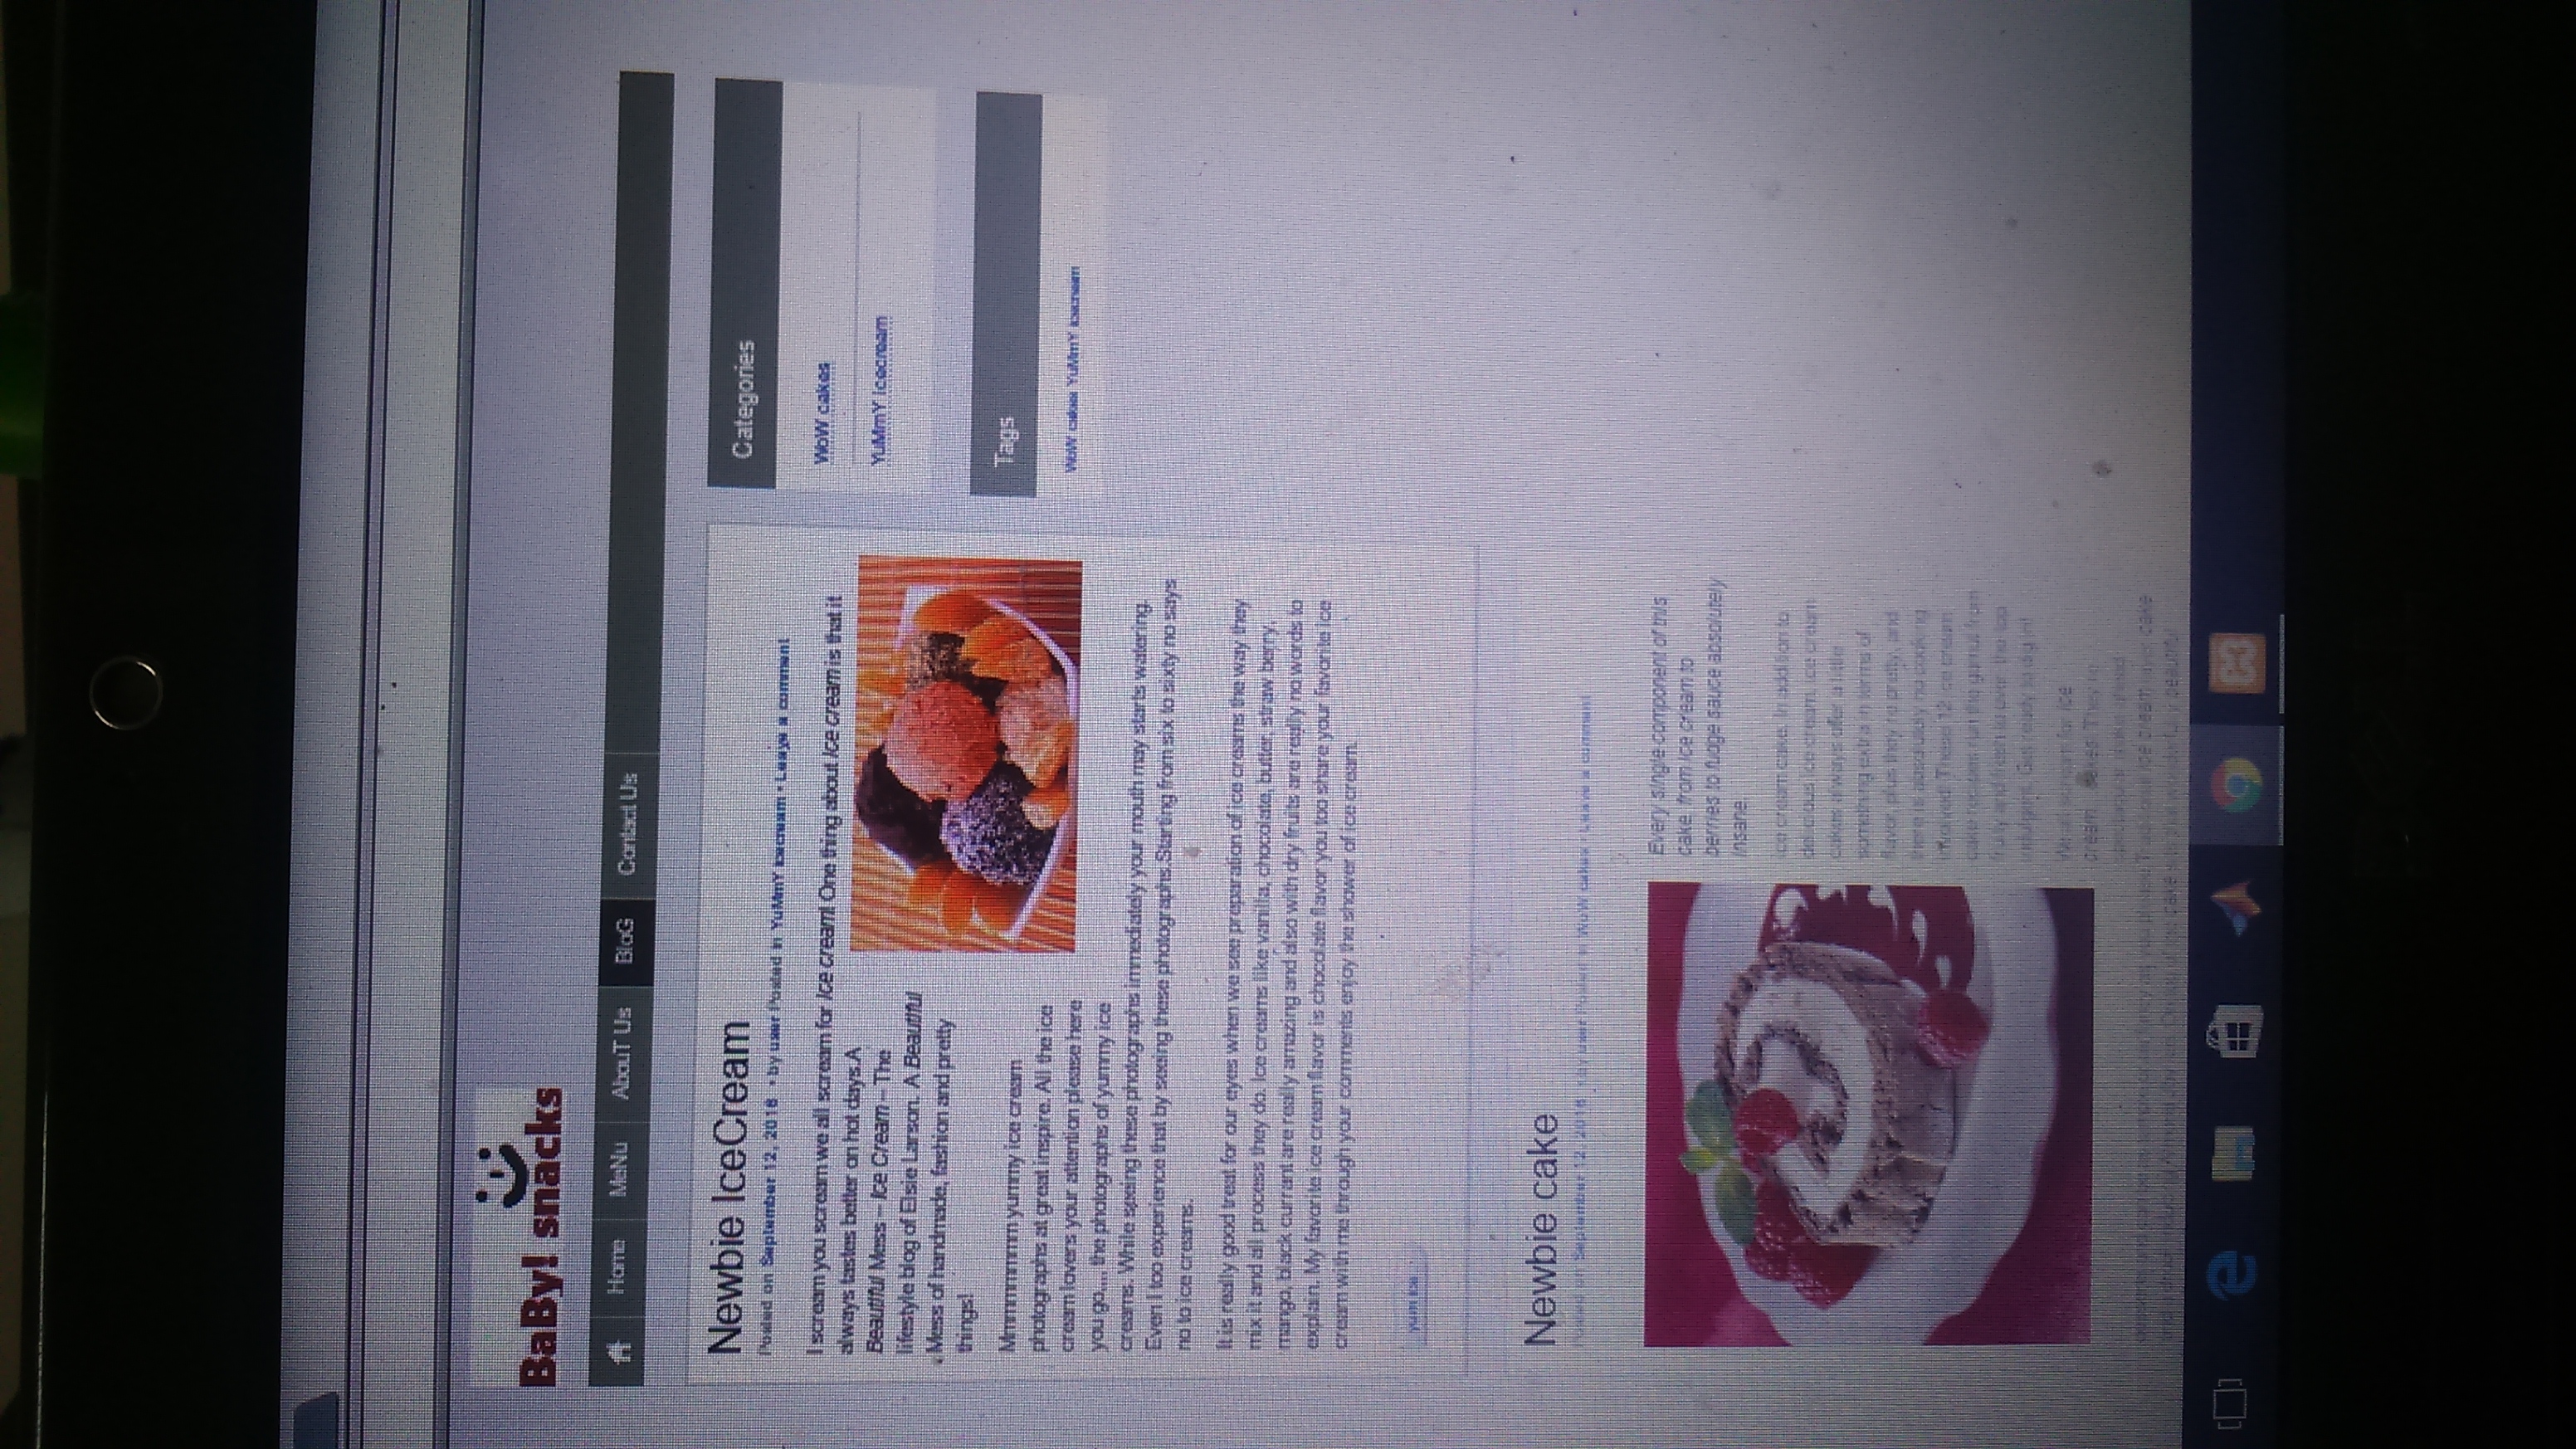 BaBy! snacks
Home MeNu AbouT Us BloG Contact Us
Newbie IceCream
Posted on September 12, 2016 • by user Posted in YuMmY Icecream • Leave a comment
I scream you scream we all scream for Ice cream! One thing about Ice cream is that it
always tastes better on hot days.A
Beautiful Mess – Ice Cream – The
lifestyle blog of Elsie Larson. A Beautiful
Mess of handmade, fashion and pretty
things!
Mmmmmmmm yummy ice cream
photographs at great inspire. All the ice
cream lovers your attention please here
you go,,,, the photographs of yummy ice
creams. While seeing these photographs immediately your mouth may starts watering.
Even I too experience that by seeing these photographs.Starting from six to sixty no says
no to ice creams.
It is really good treat for our eyes when we see preparation of ice creams the way they
mix it and all process they do. Ice creams like vanilla, chocolate, butter, straw berry,
mango, black currant are really amazing and also with dry fruits are really no words to
explain. My favorite ice cream flavor is chocolate flavor you too share your favorite ice
cream with me through your comments enjoy the shower of ice cream.
yum ice
Categories
WoW cakes
YuMmY Icecream
Tags
WoW cakes YuMmY Icecream
Newbie cake
Posted on September 12, 2016 • by user Posted in WoW cakes • Leave a comment
Every single component of this
cake, from ice cream to
berries to fudge sauce absolutely
insane.
ice cream cake. In addition to
delicious ice cream, ice cream
cakes always offer a little
something extra in terms of
flavor, plus they're pretty, and
there is absolutely no cooking
involved! These 12 ice cream
cake recipes run the gamut from
fruity and fresh to over-the-top
indulgent. Get ready to dig in!
We all scream for ice
cream cakes! They're
spectacular make-ahead
ice cream cake
beautiful